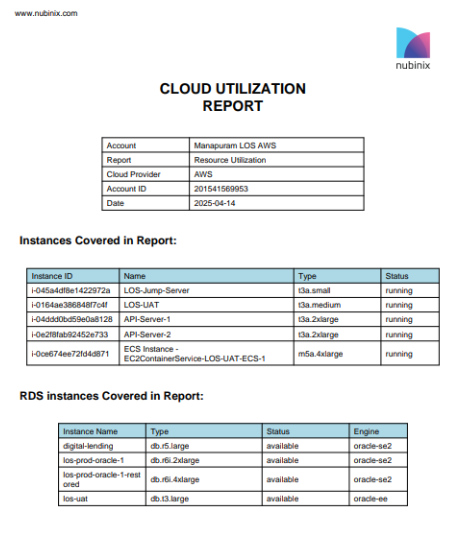 www.nubinix.com
nubinix
CLOUD UTILIZATION
REPORT
Account Manapuram LOS AWS
Report Resource Utilization
Cloud Provider AWS
Account ID 201541569953
Date 2025-04-14
Instances Covered in Report:
Instance ID Name Type Status
i-045a4df8e1422972a LOS-Jump-Server t3a.small running
i-0164ae386848f7c4f LOS-UAT t3a.medium running
i-04ddd0bd59e0a8128 API-Server-1 t3a.2xlarge running
i-0e2f8fab92452e733 API-Server-2 t3a.2xlarge running
i-0ce674ee72fd4d871 ECS Instance -
EC2ContainerService-LOS-UAT-ECS-1 m5a.4xlarge running
RDS instances Covered in Report:
Instance Name Type Status Engine
digital-lending db.r5.large available oracle-se2
los-prod-oracle-1 db.r6i.2xlarge available oracle-se2
los-prod-oracle-1-rest
ored db.r6i.4xlarge available oracle-se2
los-uat db.t3.large available oracle-ee